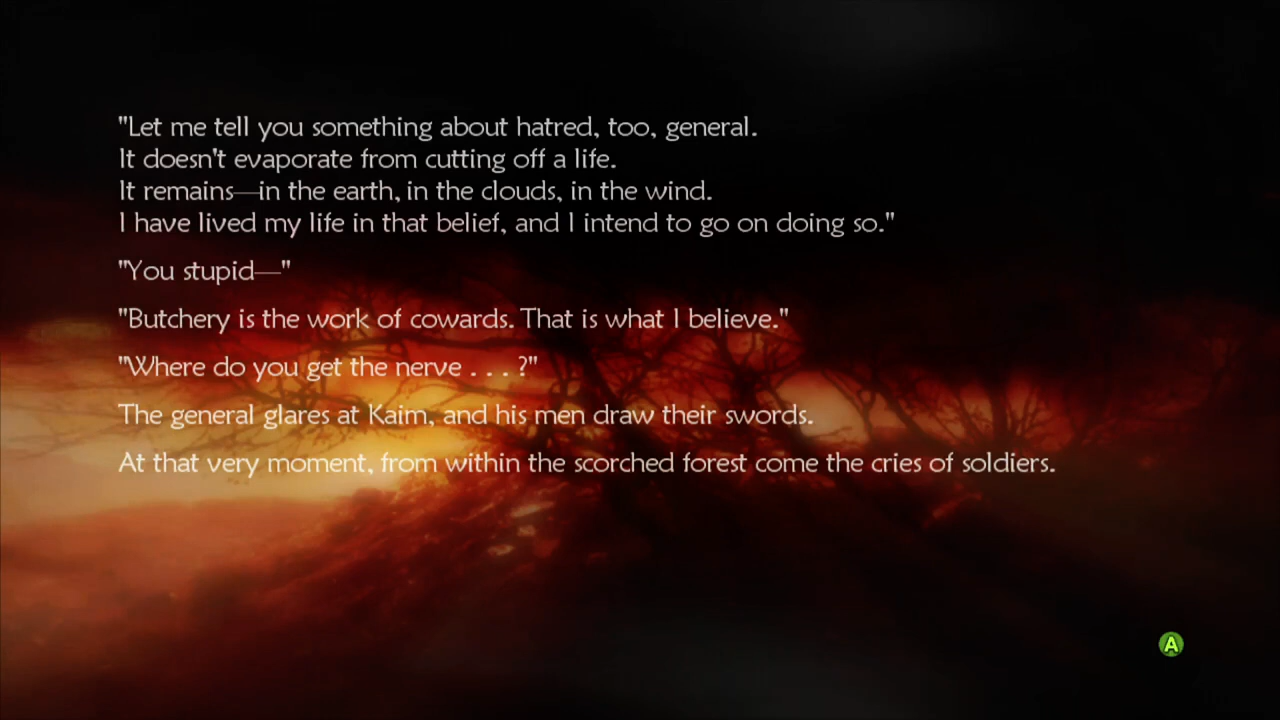 "Let me tell you something about hatred, too, general.
It doesn't evaporate from cutting off a life.
It remains—in the earth, in the clouds, in the wind.
I have lived my life in that belief, and I intend to go on doing so."
"You stupid—"
"Butchery is the work of cowards. That is what I believe."
"Where do you get the nerve . . . ?"
The general glares at Kaim, and his men draw their swords.
At that very moment, from within the scorched forest come the cries of soldiers.
A